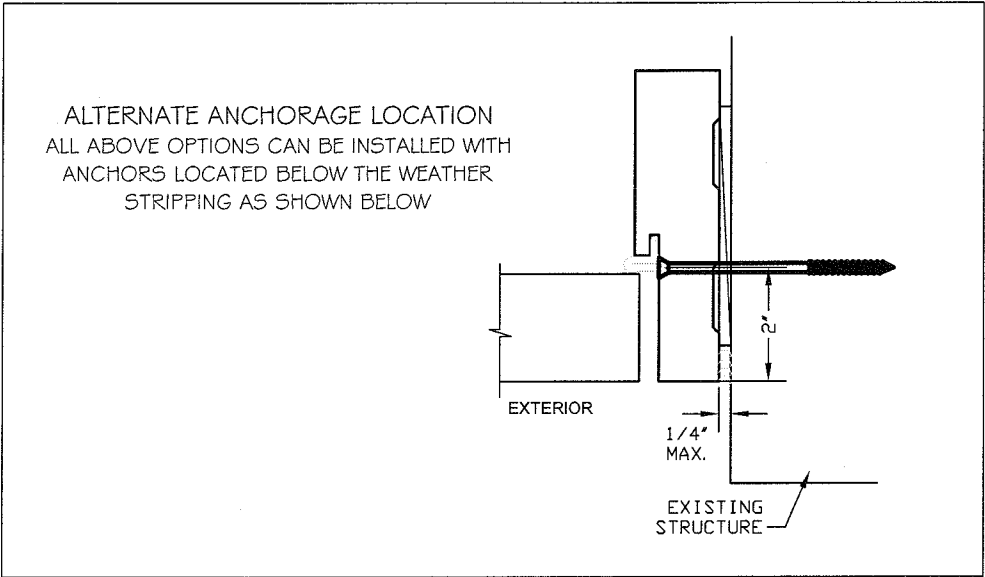 ALTERNATE ANCHORAGE LOCATION
ALL ABOVE OPTIONS CAN BE INSTALLED WITH
ANCHORS LOCATED BELOW THE WEATHER
STRIPPING AS SHOWN BELOW
2"
EXTERIOR
1/4"
MAX.
EXISTING
STRUCTURE